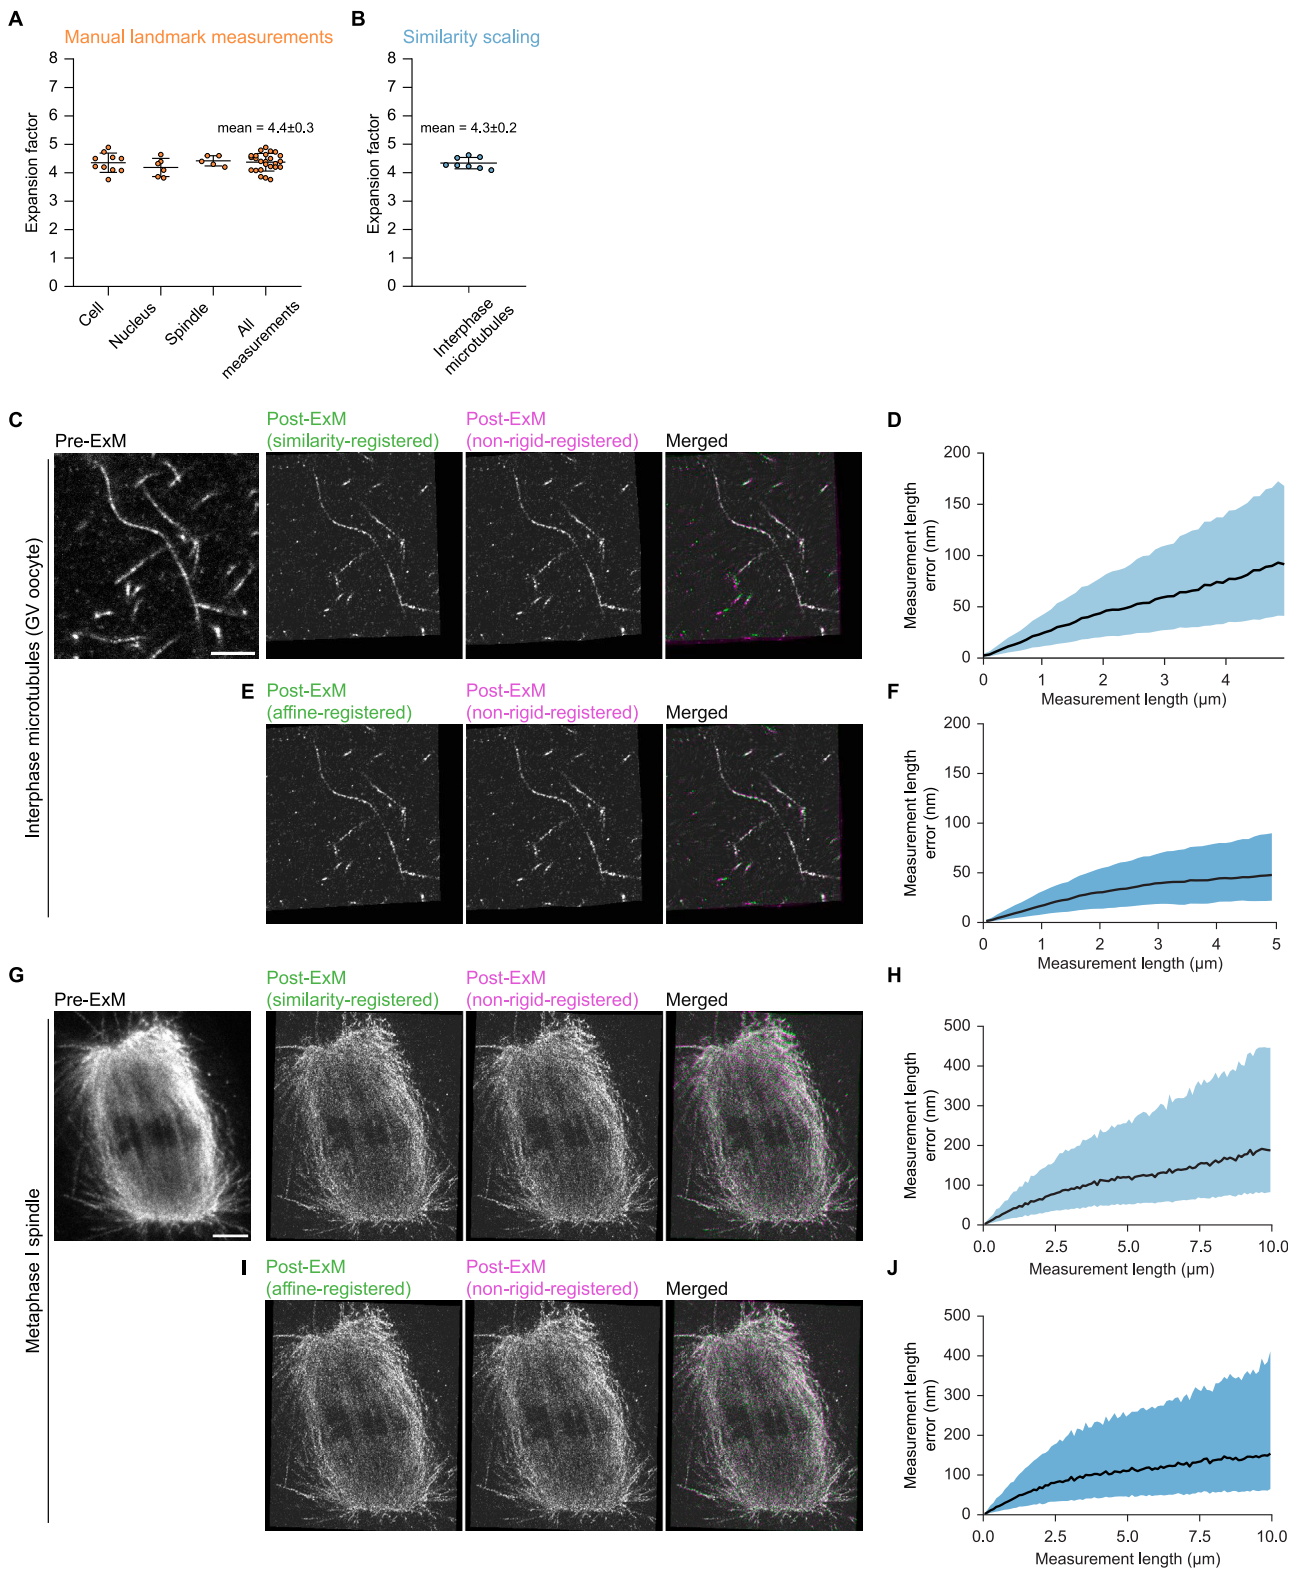 A
Manual landmark measurements
8
7
6
5
4
3
2
1
0
Expansion factor
mean = 4.4±0.3
Cell
Nucleus
Spindle
All
measurements
B
Similarity scaling
8
7
6
5
4
3
2
1
0
Expansion factor
mean = 4.3±0.2
Interphase
microtubules
C
Interphase microtubules (GV oocyte)
Pre-ExM
Post-ExM
(similarity-registered)
Post-ExM
(non-rigid-registered)
Merged
D
Measurement length
error (nm)
200
150
100
50
0
0 1 2 3 4
Measurement length (µm)
E
Post-ExM
(affine-registered)
Post-ExM
(non-rigid-registered)
Merged
F
Measurement length
error (nm)
200
150
100
50
0
0 1 2 3 4 5
Measurement length (µm)
G
Metaphase I spindle
Pre-ExM
Post-ExM
(similarity-registered)
Post-ExM
(non-rigid-registered)
Merged
H
Measurement length
error (nm)
500
400
300
200
100
0
0.0 2.5 5.0 7.5 10.0
Measurement length (µm)
I
Post-ExM
(affine-registered)
Post-ExM
(non-rigid-registered)
Merged
J
Measurement length
error (nm)
500
400
300
200
100
0
0.0 2.5 5.0 7.5 10.0
Measurement length (µm)